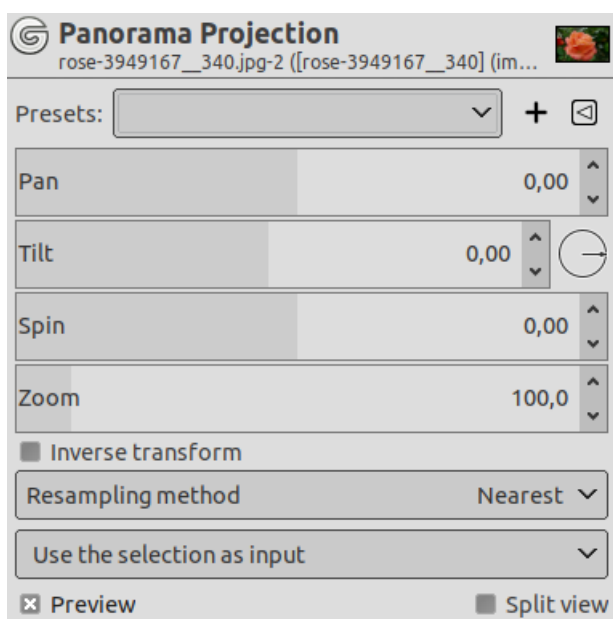 Panorama Projection
rose-3949167__340.jpg-2 ([rose-3949167__340] (im...
Presets:
Pan 0,00
Tilt 0,00
Spin 0,00
Zoom 100,0
Inverse transform
Resampling method Nearest
Use the selection as input
Preview Split view